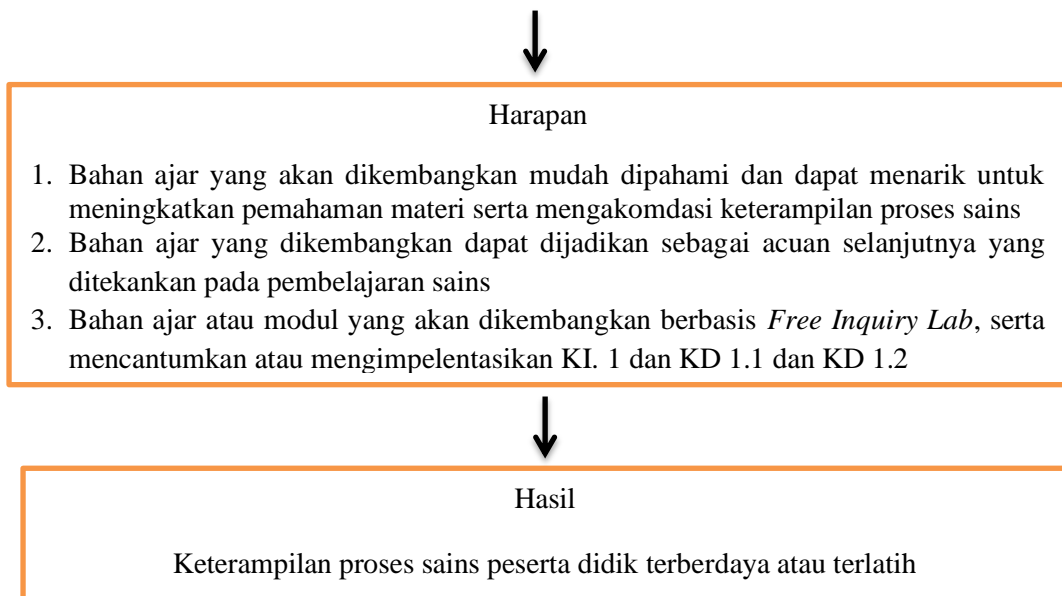 Harapan
1. Bahan ajar yang akan dikembangkan mudah dipahami dan dapat menarik untuk
meningkatkan pemahaman materi serta mengakomdasi keterampilan proses sains
2. Bahan ajar yang dikembangkan dapat dijadikan sebagai acuan selanjutnya yang
ditekankan pada pembelajaran sains
3. Bahan ajar atau modul yang akan dikembangkan berbasis Free Inquiry Lab, serta
mencantumkan atau mengimpelentasikan KI. 1 dan KD 1.1 dan KD 1.2
Hasil
Keterampilan proses sains peserta didik terberdaya atau terlatih